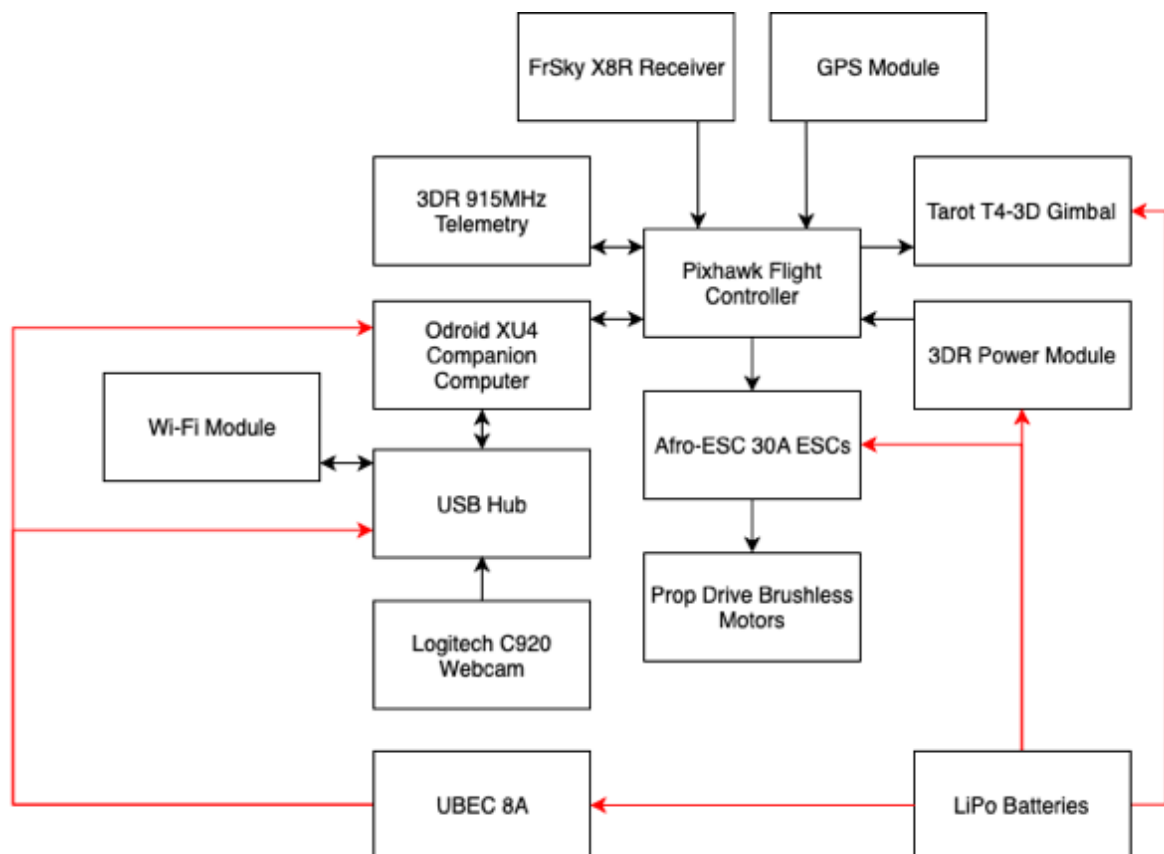 FrSky X8R Receiver
GPS Module
3DR 915MHz
Telemetry
Tarot T4-3D Gimbal
Pixhawk Flight
Controller
Odroid XU4
Companion
Computer
3DR Power Module
Wi-Fi Module
Afro-ESC 30A ESCs
USB Hub
Prop Drive Brushless
Motors
Logitech C920
Webcam
UBEC 8A
LiPo Batteries